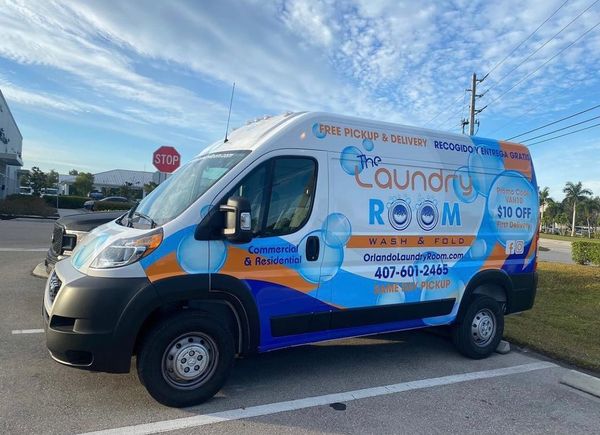 STOP
FREE PICKUP & DELIVERY
RECOGIDO Y ENTREGA GRATIS
The
Laundry
ROOM
WASH & FOLD
407-601-2465
OrlandoLaundryRoom.com
SAME DAY PICKUP
Commercial
& Residential
Promo Code
VAN10
$10 OFF
First Delivery